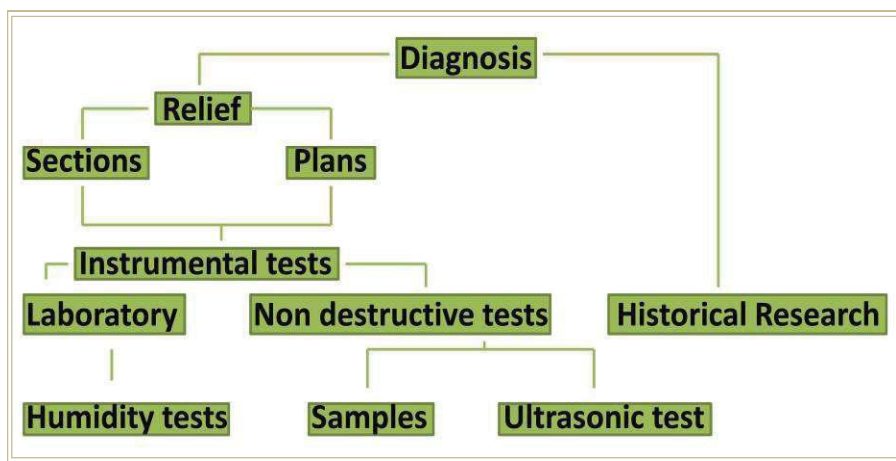 Diagnosis
Relief
Sections
Plans
Instrumental tests
Laboratory
Non destructive tests
Historical Research
Humidity tests
Samples
Ultrasonic test